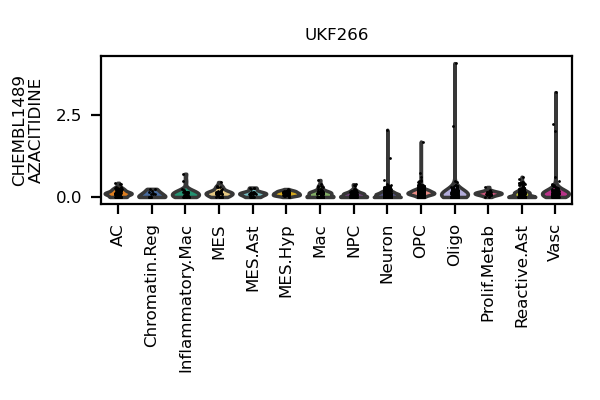 UKF266
CHEMBL1489
AZACITIDINE
2.5
0.0
AC
Chromatin.Reg
Inflammatory.Mac
MES
MES.Ast
MES.Hyp
Mac
NPC
Neuron
OPC
Oligo
Prolif.Metab
Reactive.Ast
Vasc